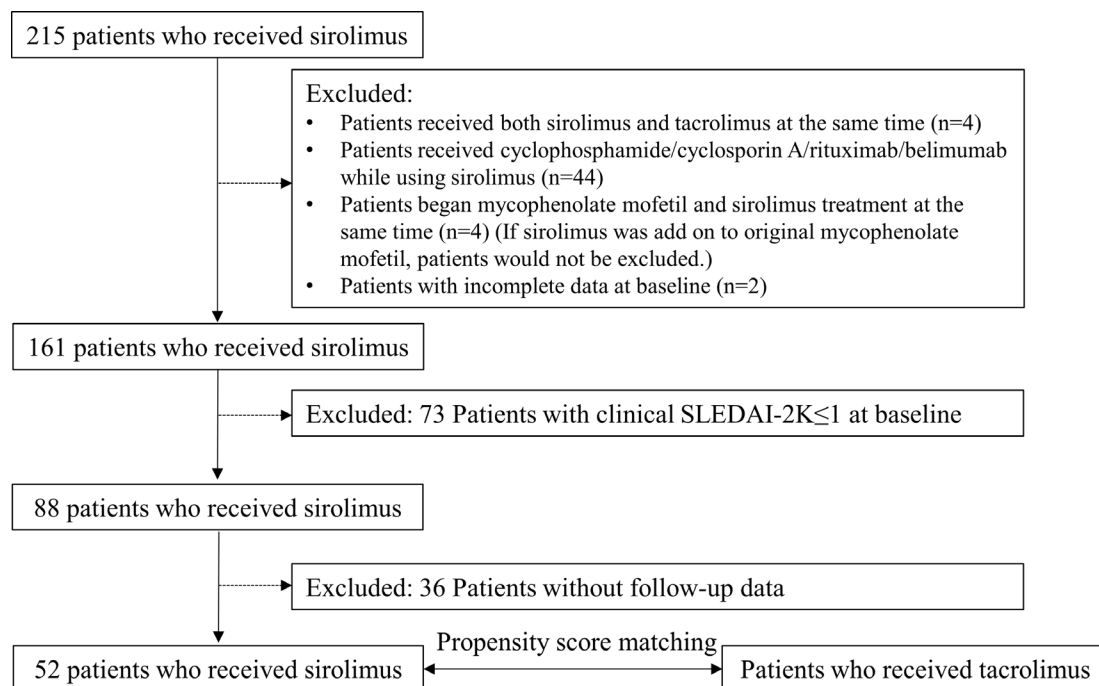 215 patients who received sirolimus
Excluded:
• Patients received both sirolimus and tacrolimus at the same time (n=4)
• Patients received cyclophosphamide/cyclosporin A/rituximab/belimumab
while using sirolimus (n=44)
• Patients began mycophenolate mofetil and sirolimus treatment at the
same time (n=4) (If sirolimus was add on to original mycophenolate
mofetil, patients would not be excluded.)
• Patients with incomplete data at baseline (n=2)
161 patients who received sirolimus
Excluded: 73 Patients with clinical SLEDAI-2K≤1 at baseline
88 patients who received sirolimus
Excluded: 36 Patients without follow-up data
Propensity score matching
52 patients who received sirolimus
Patients who received tacrolimus